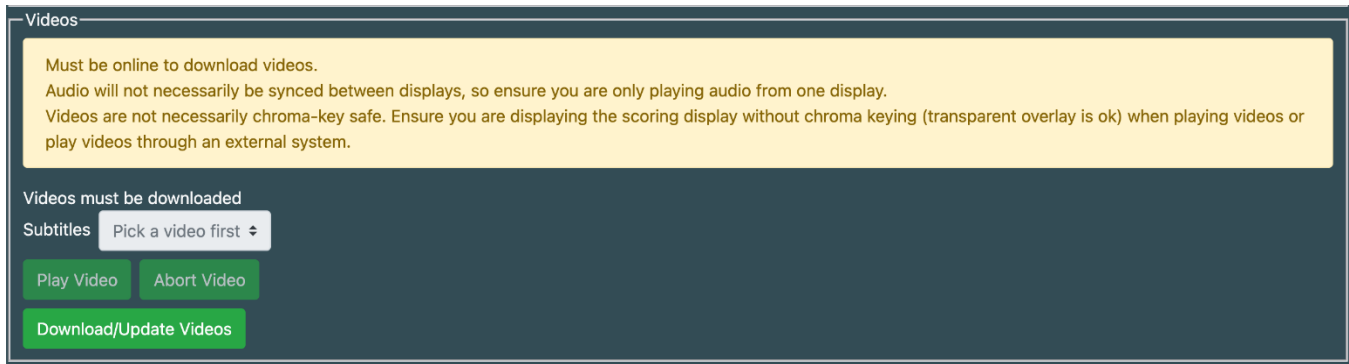 Videos
Must be online to download videos.
Audio will not necessarily be synced between displays, so ensure you are only playing audio from one display.
Videos are not necessarily chroma-key safe. Ensure you are displaying the scoring display without chroma keying (transparent overlay is ok) when playing videos or
play videos through an external system.
Videos must be downloaded
Subtitles Pick a video first
Play Video Abort Video
Download/Update Videos